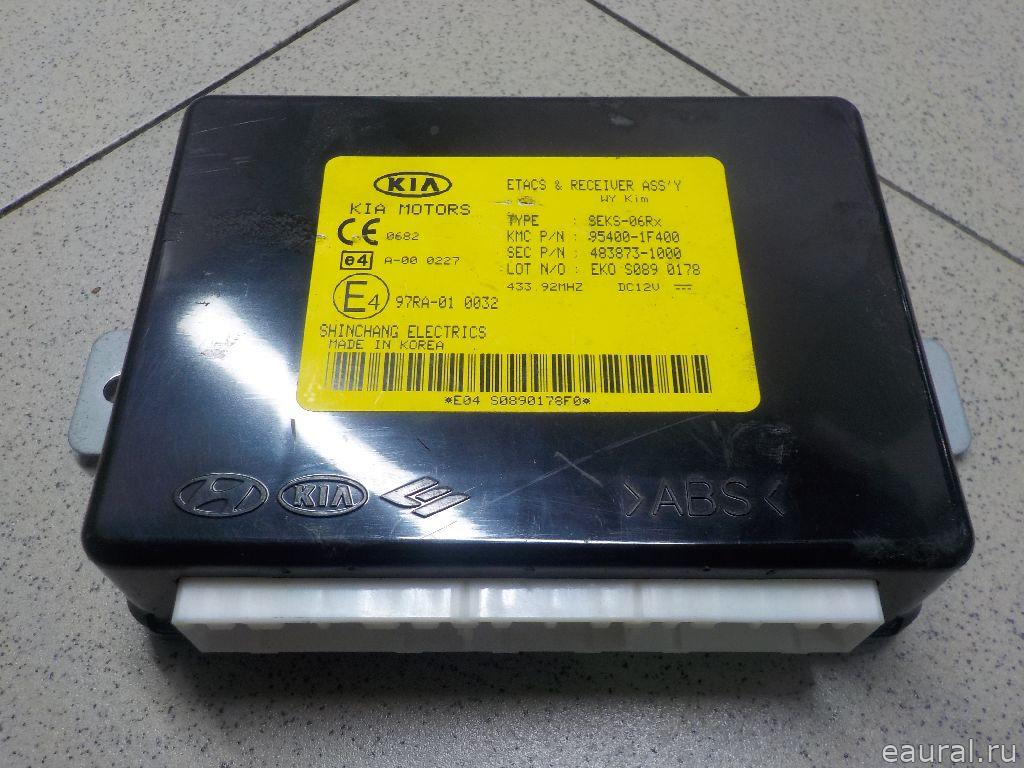 KIA
KIA MOTORS
CE 0682
e4 A-00 0227
E4 97RA-01 0032
SHINCHANG ELECTRICS
MADE IN KOREA
ETACS & RECEIVER ASS'Y
WY Kim
TYPE : SEKS-06Rx
KMC P/N : 95400-1F400
SEC P/N : 483873-1000
LOT N/O : EKO S089 0178
433.92MHZ DC12V
*E04 S0890178F0*
KIA
>ABS<
eaural.ru